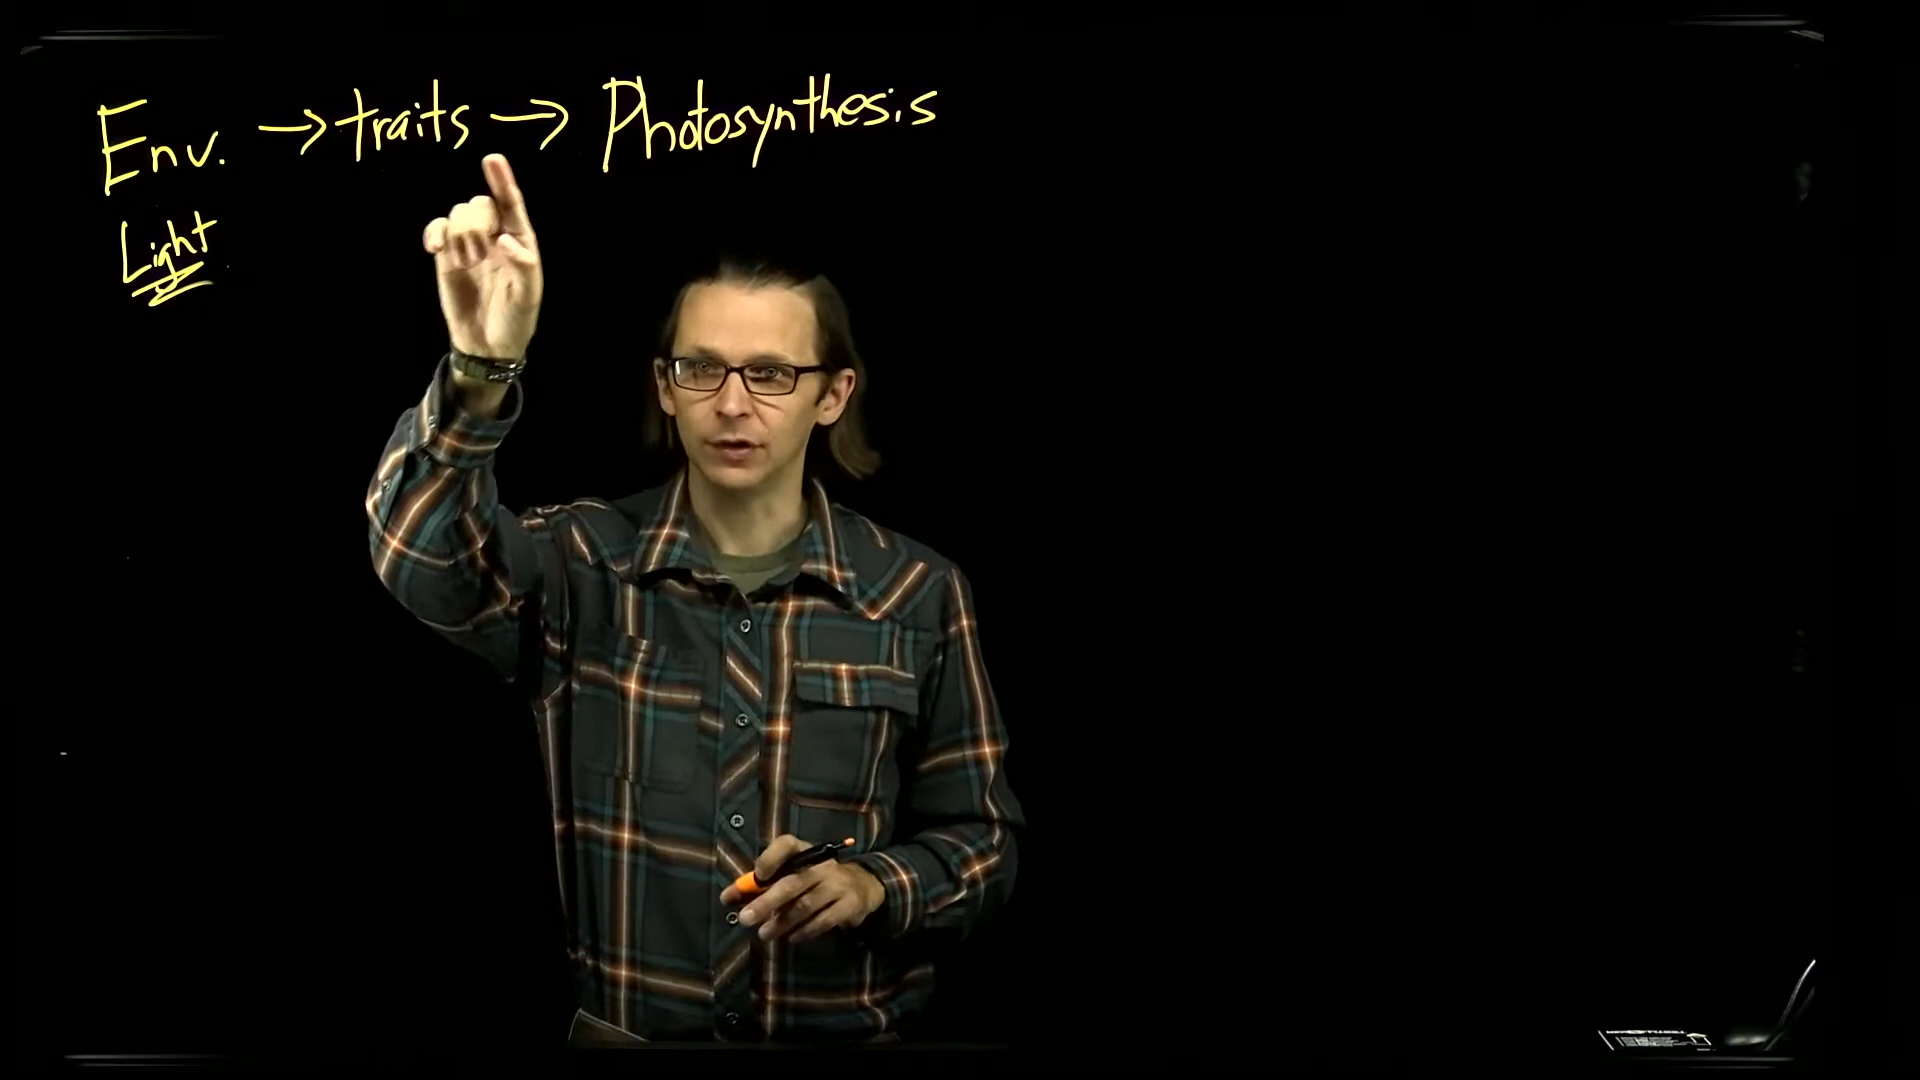 Env. → traits → Photosynthesis
Light